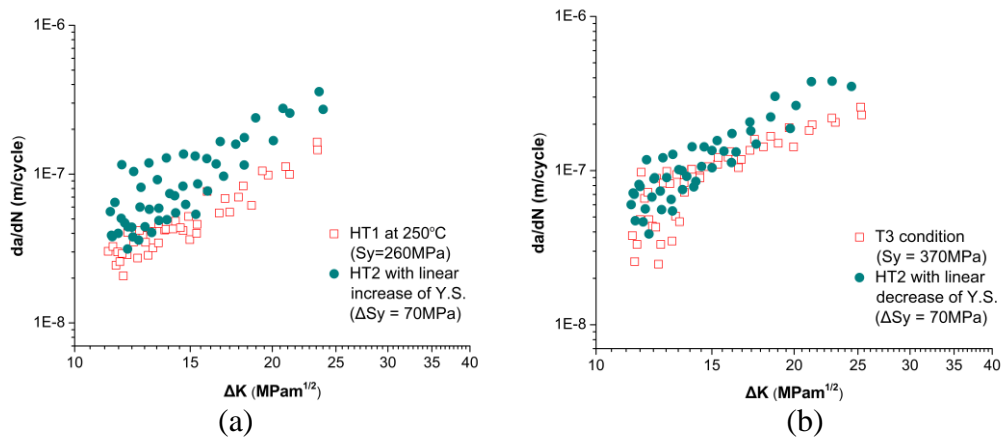 1E-6
1E-7
1E-8
da/dN (m/cycle)
HT1 at 250°C
(Sy=260MPa)
HT2 with linear
increase of Y.S.
(ΔSy = 70MPa)
10 15 20 25 30 35 40
ΔK (MPam^1/2)
(a)
1E-6
1E-7
1E-8
da/dN (m/cycle)
T3 condition
(Sy = 370MPa)
HT2 with linear
decrease of Y.S.
(ΔSy = 70MPa)
10 15 20 25 30 35 40
ΔK (MPam^1/2)
(b)